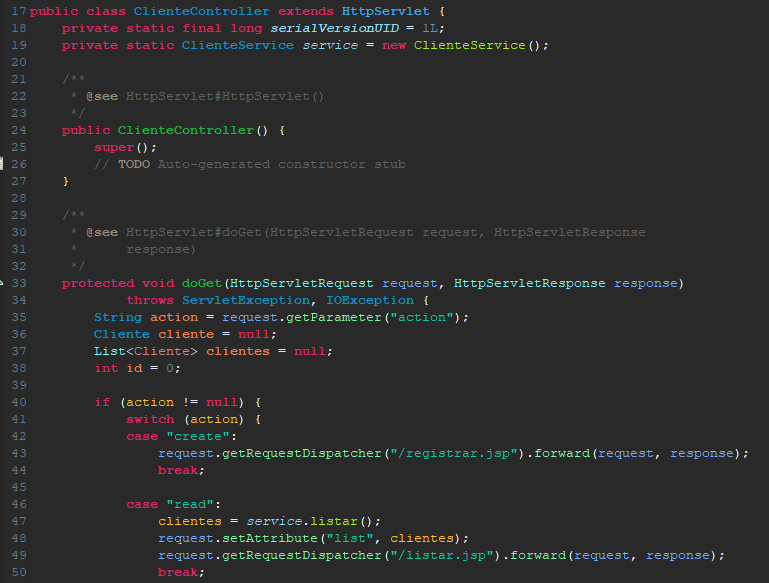 17 public class ClienteController extends HttpServlet {
18     private static final long serialVersionUID = 1L;
19     private static ClienteService service = new ClienteService();
20
21     /**
22      * @see HttpServlet#HttpServlet()
23      */
24     public ClienteController() {
25         super();
26         // TODO Auto-generated constructor stub
27     }
28
29     /**
30      * @see HttpServlet#doGet(HttpServletRequest request, HttpServletResponse
31      *      response)
32      */
33     protected void doGet(HttpServletRequest request, HttpServletResponse response)
34             throws ServletException, IOException {
35         String action = request.getParameter("action");
36         Cliente cliente = null;
37         List<Cliente> clientes = null;
38         int id = 0;
39
40         if (action != null) {
41             switch (action) {
42             case "create":
43                 request.getRequestDispatcher("/registrar.jsp").forward(request, response);
44                 break;
45
46             case "read":
47                 clientes = service.listar();
48                 request.setAttribute("list", clientes);
49                 request.getRequestDispatcher("/listar.jsp").forward(request, response);
50                 break;